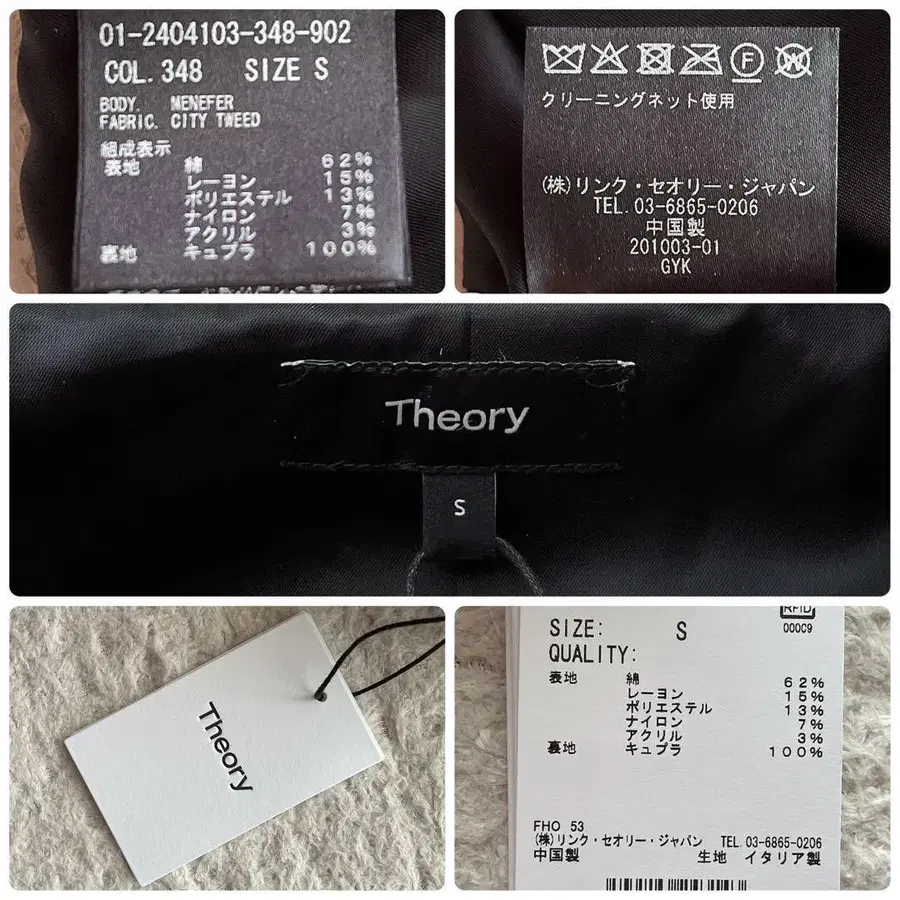 01-2404103-348-902
COL.348 SIZE S
BODY. MENEFER
FABRIC. CITY TWEED
組成表示
表地 綿 62%
レーヨン 15%
ポリエステル 13%
ナイロン 7%
アクリル 3%
裏地 キュプラ 100%
F W
クリーニングネット使用
(株)リンク・セオリー・ジャパン
TEL.03-6865-0206
中国製
201003-01
GYK
Theory
S
Theory
RFID
000C9
SIZE: S
QUALITY:
表地 綿 62%
レーヨン 15%
ポリエステル 13%
ナイロン 7%
アクリル 3%
裏地 キュプラ 100%
FHO 53
(株)リンク・セオリー・ジャパン TEL.03-6865-0206
中国製 生地 イタリア製